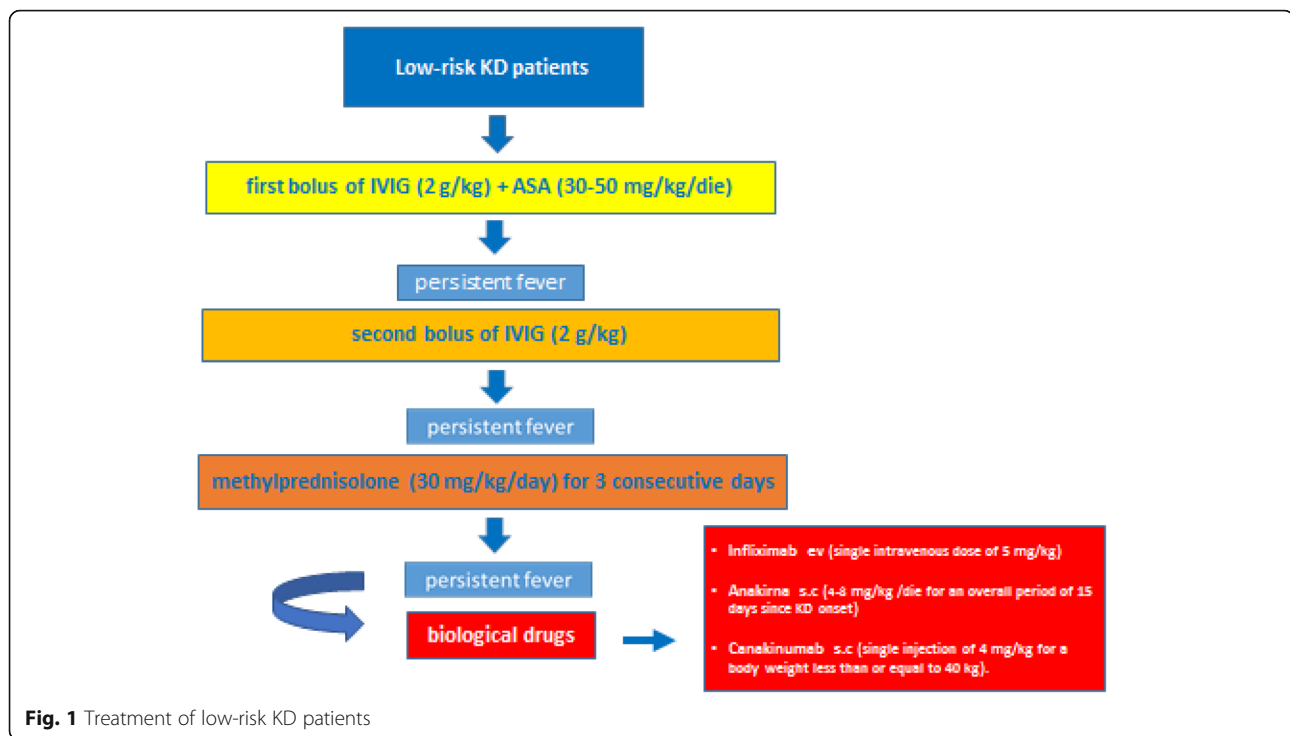 Low-risk KD patients
first bolus of IVIG (2 g/kg) + ASA (30-50 mg/kg/die)
persistent fever
second bolus of IVIG (2 g/kg)
persistent fever
methylprednisolone (30 mg/kg/day) for 3 consecutive days
persistent fever
biological drugs
• Infliximab ev (single intravenous dose of 5 mg/kg)
• Anakirna s.c (4-8 mg/kg /die for an overall period of 15
days since KD onset)
• Canakinumab s.c (single injection of 4 mg/kg for a
body weight less than or equal to 40 kg).
Fig. 1 Treatment of low-risk KD patients